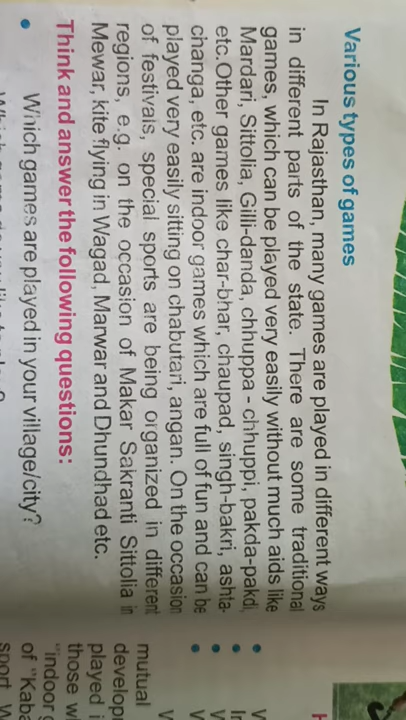 Various types of games
In Rajasthan, many games are played in different ways
in different parts of the state. There are some traditional
games, which can be played very easily without much aids like
Mardari, Sittolia, Gilli-danda, chhuppa - chhuppi, pakda-pakdi
etc.Other games like char-bhar, chaupad, singh-bakri, ashta-
changa, etc. are indoor games which are full of fun and can be
played very easily sitting on chabutari, angan. On the occasion
of festivals, special sports are being organized in different
regions, e.g. on the occasion of Makar Sakranti Sittolia in
Mewar, kite flying in Wagad, Marwar and Dhundhad etc.
Think and answer the following questions:
• Which games are played in your village/city?
mutual
develop
played i
those w
"indoor
of "Kaba
sport